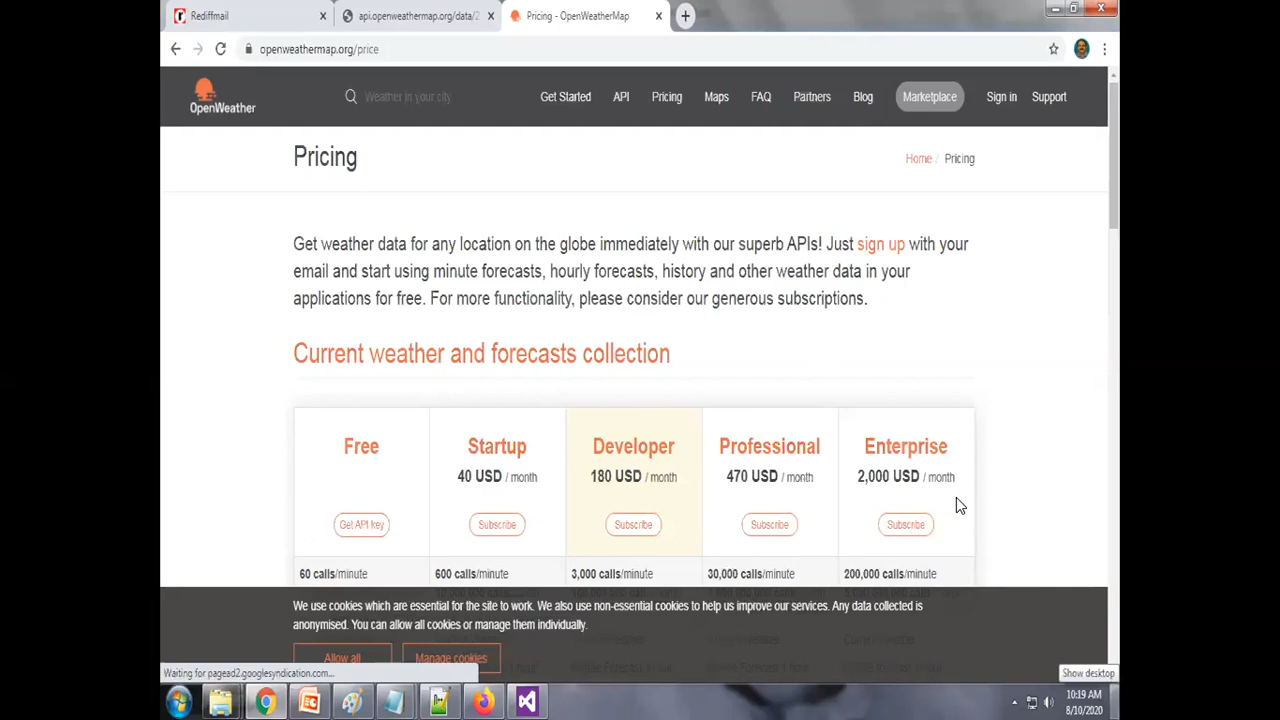 Rediffmail
api.openweathermap.org/data/2
Pricing - OpenWeatherMap
openweathermap.org/price
OpenWeather
Weather in your city
Get Started
API
Pricing
Maps
FAQ
Partners
Blog
Marketplace
Sign in
Support
Pricing
Home / Pricing
Get weather data for any location on the globe immediately with our superb APIs! Just sign up with your
email and start using minute forecasts, hourly forecasts, history and other weather data in your
applications for free. For more functionality, please consider our generous subscriptions.
Current weather and forecasts collection
Free
Startup
Developer
Professional
Enterprise
40 USD / month
180 USD / month
470 USD / month
2,000 USD / month
Get API key
Subscribe
Subscribe
Subscribe
Subscribe
60 calls/minute
600 calls/minute
3,000 calls/minute
30,000 calls/minute
200,000 calls/minute
We use cookies which are essential for the site to work. We also use non-essential cookies to help us improve our services. Any data collected is
anonymised. You can allow all cookies or manage them individually.
Allow all
Manage cookies
Waiting for pagead2.googlesyndication.com...
Show desktop
10:19 AM
8/10/2020